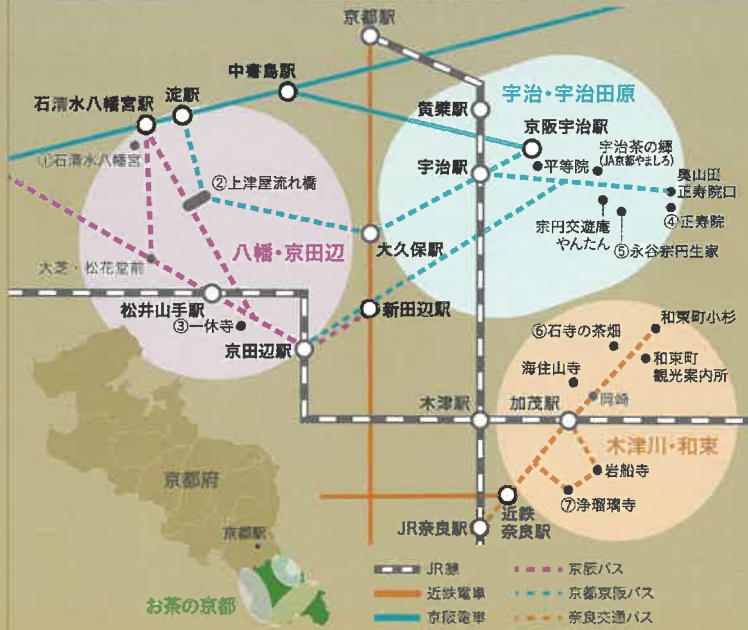 京都駅
中書島駅
淀駅
石清水八幡宮駅
①石清水八幡宮
②上津屋流れ橋
八幡・京田辺
大芝・松花堂前
松井山手駅
③一休寺
京田辺駅
新田辺駅
大久保駅
黄檗駅
宇治・宇治田原
京阪宇治駅
宇治駅
平等院
宇治茶の郷
(JA京都やましろ)
奥山田
正寿院口
④正寿院
宗円交遊庵
やんたん
⑤永谷宗円生家
和束町小杉
⑥石寺の茶畑
和束町
観光案内所
海住山寺
岡崎
木津駅
加茂駅
木津川・和束
岩船寺
⑦浄瑠璃寺
近鉄
奈良駅
JR奈良駅
京都府
京都駅
お茶の京都
JR線
近鉄電車
京阪電車
京阪バス
京都京阪バス
奈良交通バス